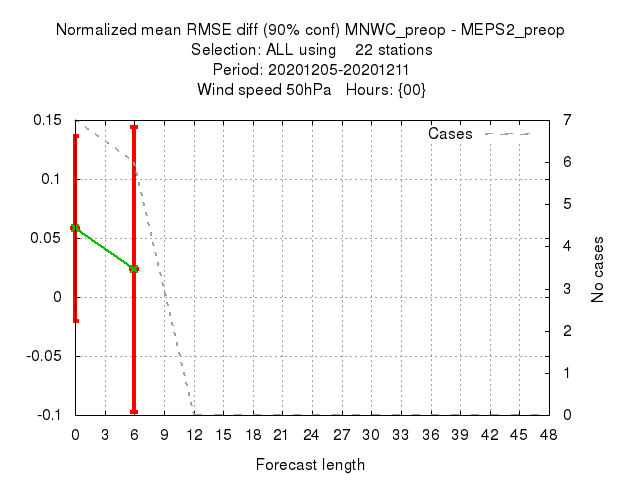 Normalized mean RMSE diff (90% conf) MNWC_preop - MEPS2_preop
Selection: ALL using 22 stations
Period: 20201205-20201211
Wind speed 50hPa Hours: {00}
Cases
0.15
0.1
0.05
0
-0.05
-0.1
7
6
5
4
3
2
1
0
No cases
0 3 6 9 12 15 18 21 24 27 30 33 36 39 42 45 48
Forecast length